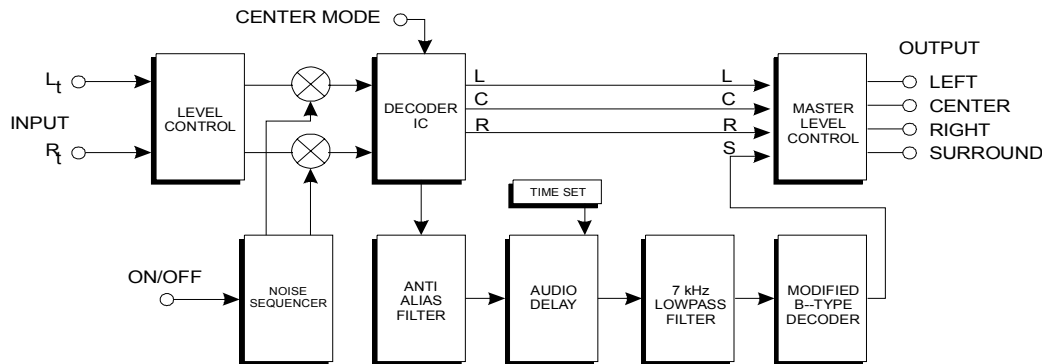 CENTER MODE
OUTPUT
Lt
INPUT
Rt
LEVEL
CONTROL
DECODER
IC
L
C
R
L
C
R
S
MASTER
LEVEL
CONTROL
LEFT
CENTER
RIGHT
SURROUND
TIME SET
ON/OFF
NOISE
SEQUENCER
ANTI
ALIAS
FILTER
AUDIO
DELAY
7 kHz
LOWPASS
FILTER
MODIFIED
B--TYPE
DECODER